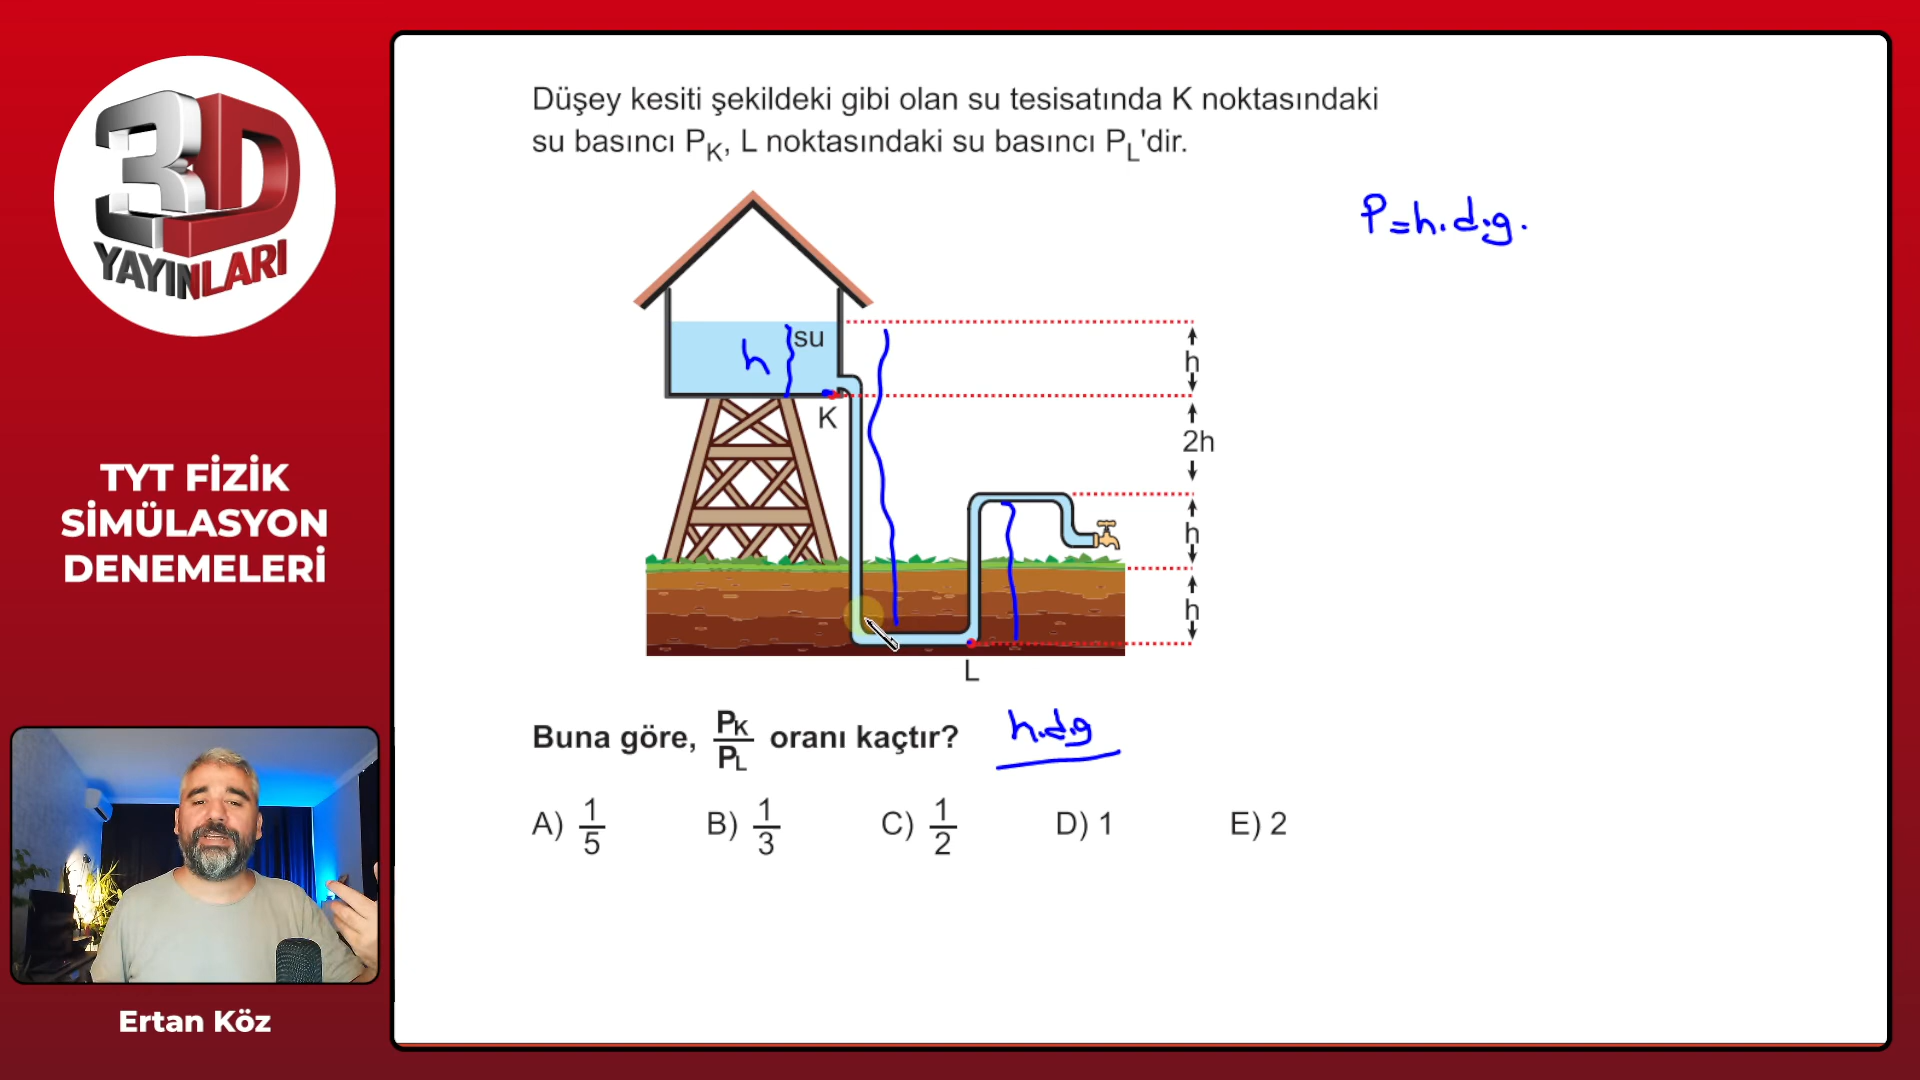 3D
YAYINLARI
TYT FİZİK
SİMÜLASYON
DENEMELERİ
Ertan Köz
Düşey kesiti şekildeki gibi olan su tesisatında K noktasındaki
su basıncı P_K, L noktasındaki su basıncı P_L'dir.
P=h.d.g.
su
h
K
L
h
2h
h
h
Buna göre, P_K/P_L oranı kaçtır?
h.d.g
A) 1/5 B) 1/3 C) 1/2 D) 1 E) 2